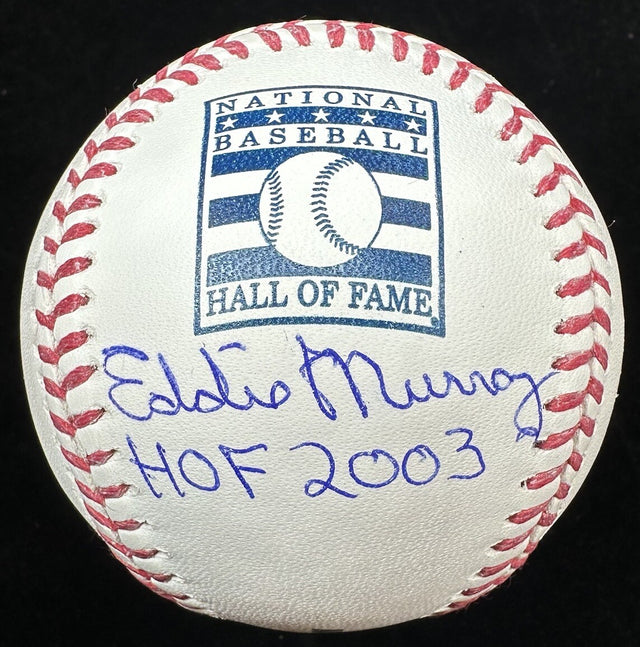 NATIONAL
BASEBALL
HALL OF FAME
Eddie Murray
HOF 2003